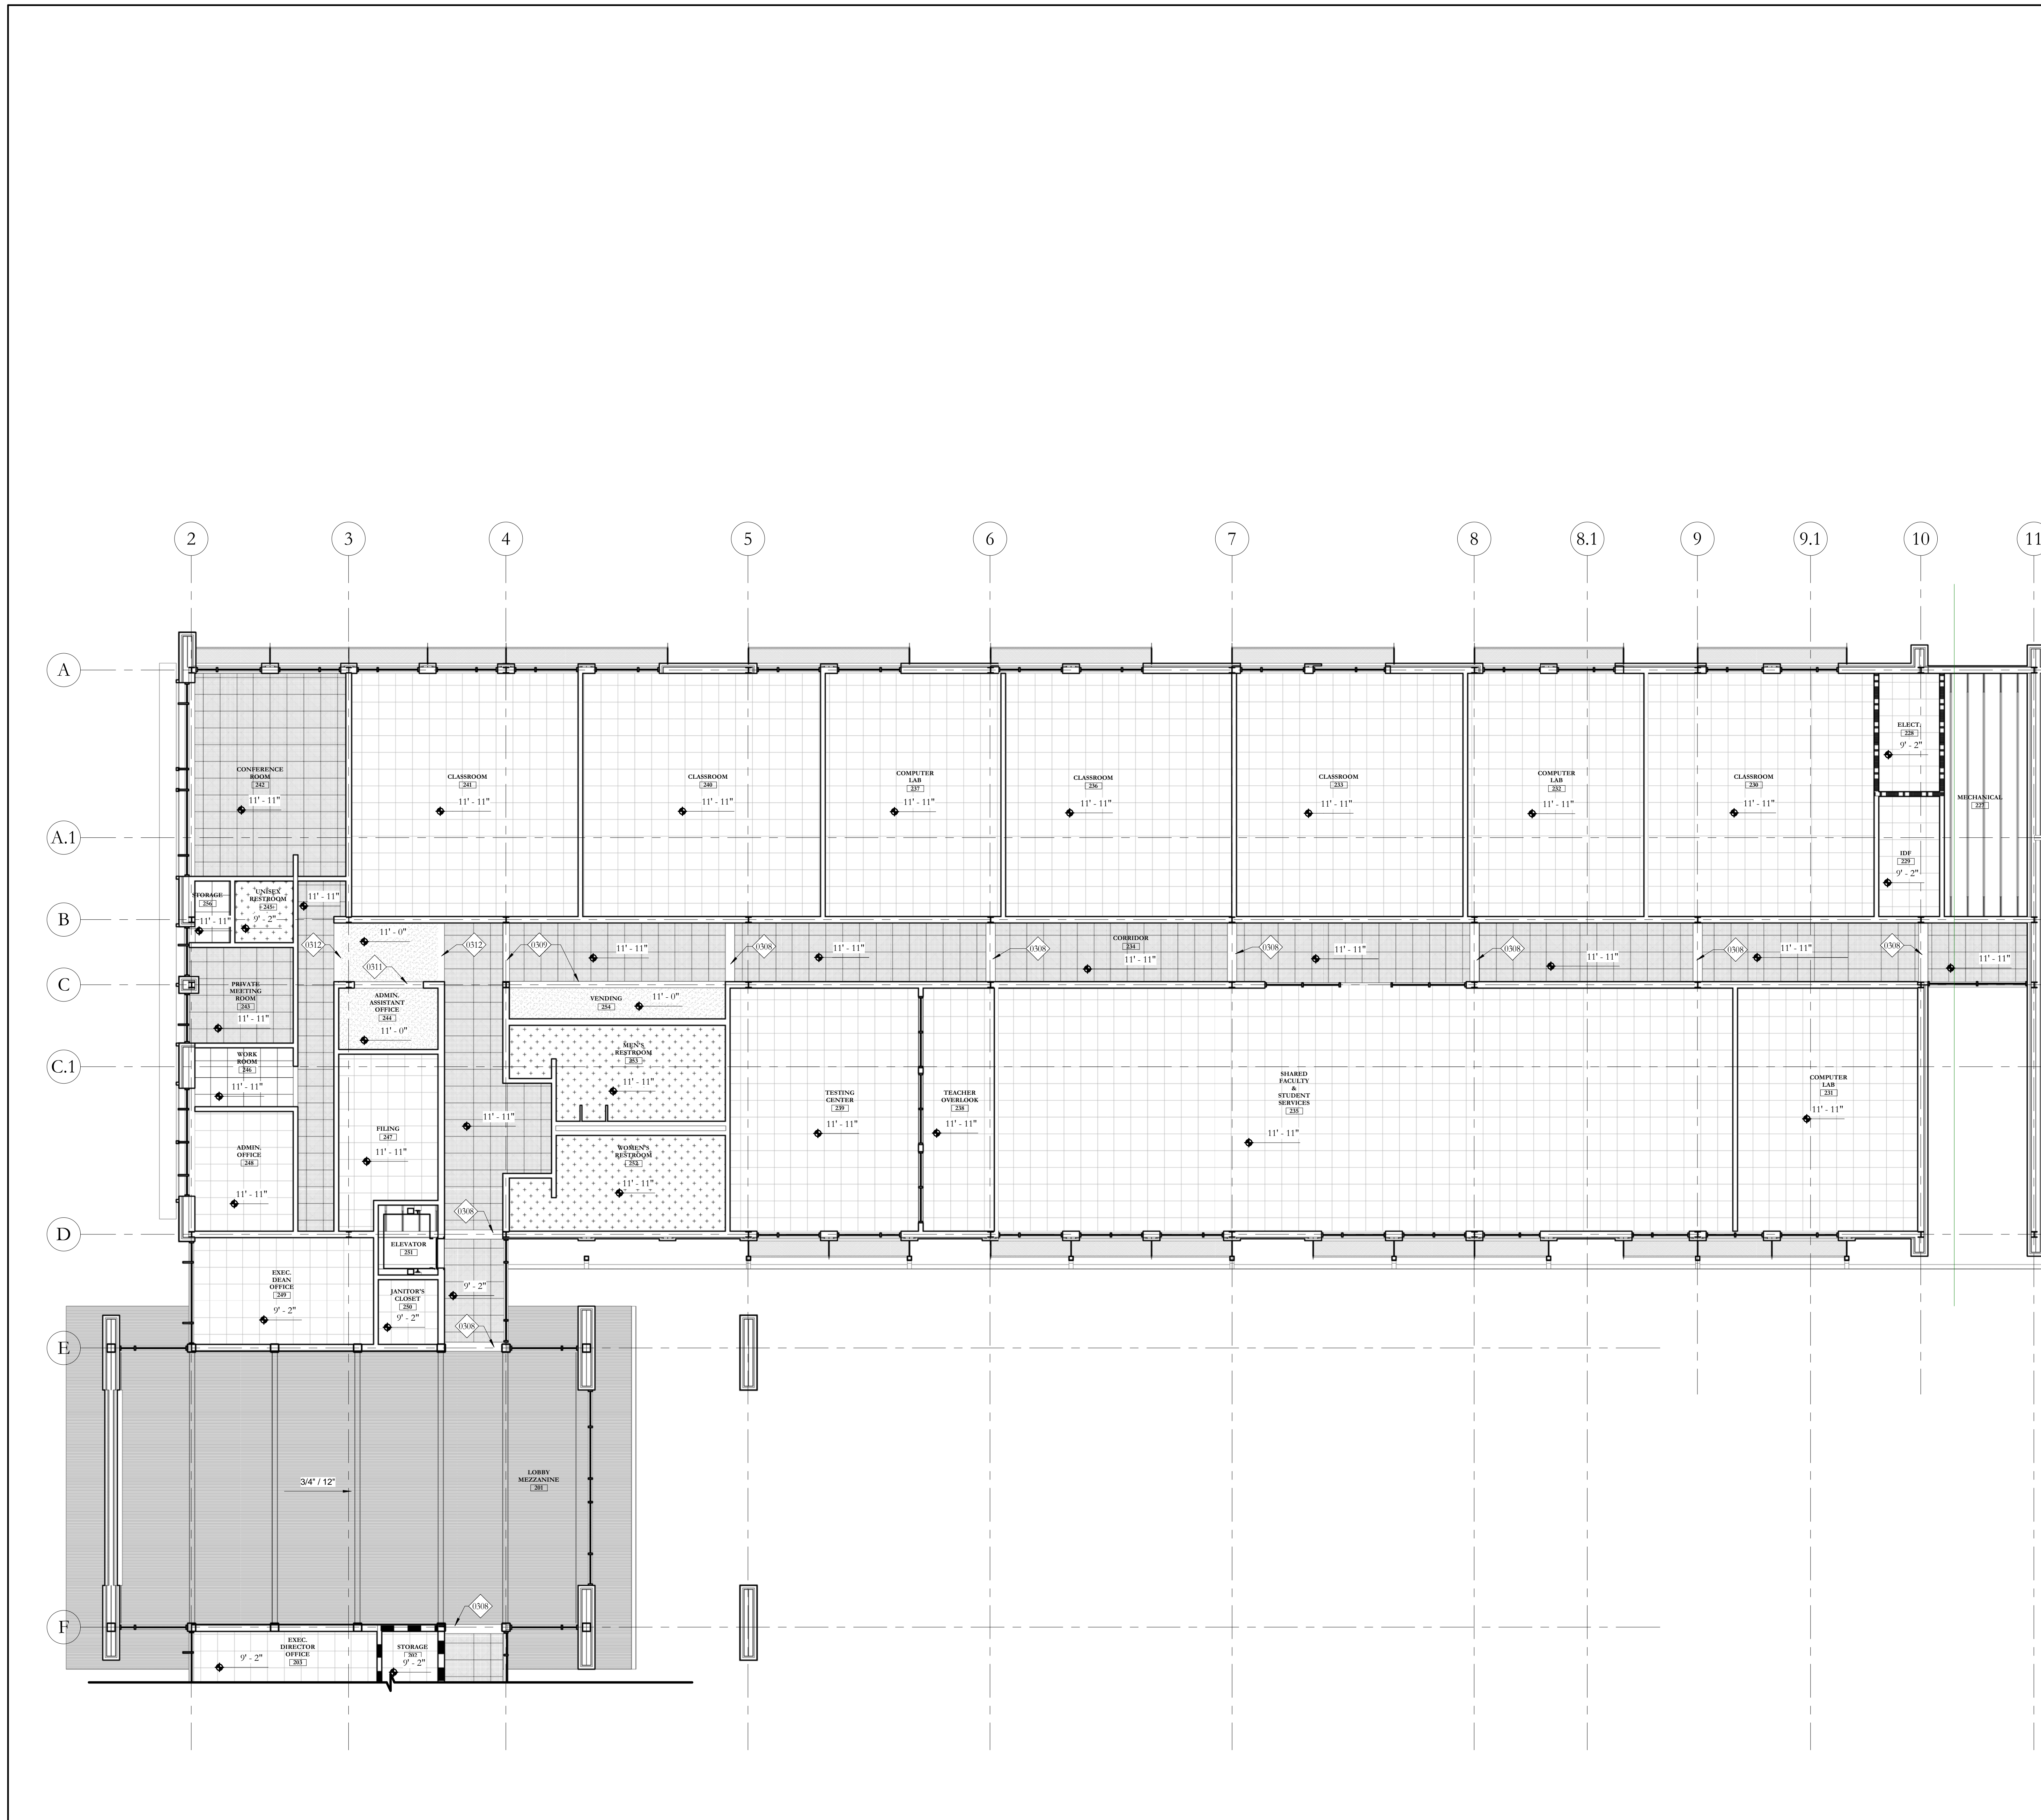 2
3
4
5
6
7
8
8.1
9
9.1
10
11
A
A.1
B
C
C.1
D
E
F
CONFERENCE
ROOM
242
11' - 11"
CLASSROOM
241
11' - 11"
CLASSROOM
240
11' - 11"
COMPUTER
LAB
237
11' - 11"
CLASSROOM
236
11' - 11"
CLASSROOM
233
11' - 11"
COMPUTER
LAB
232
11' - 11"
CLASSROOM
230
11' - 11"
ELECT.
228
9' - 2"
MECHANICAL
227
IDF
229
9' - 2"
STORAGE
256
11' - 11"
UNISEX
RESTROOM
245
9' - 2"
11' - 11"
0312
11' - 0"
0312
0311
0309
11' - 11"
0308
11' - 11"
0308
CORRIDOR
234
11' - 11"
0308
11' - 11"
0308
11' - 11"
0308
11' - 11"
0308
11' - 11"
PRIVATE
MEETING
ROOM
243
11' - 11"
ADMIN.
ASSISTANT
OFFICE
244
11' - 0"
VENDING
254
11' - 0"
MEN'S
RESTROOM
253
11' - 11"
WORK
ROOM
246
11' - 11"
ADMIN.
OFFICE
248
11' - 11"
FILING
247
11' - 11"
11' - 11"
WOMEN'S
RESTROOM
252
11' - 11"
TESTING
CENTER
239
11' - 11"
TEACHER
OVERLOOK
238
11' - 11"
SHARED
FACULTY
&
STUDENT
SERVICES
235
11' - 11"
COMPUTER
LAB
231
11' - 11"
0308
ELEVATOR
251
EXEC.
DEAN
OFFICE
249
9' - 2"
JANITOR'S
CLOSET
250
9' - 2"
9' - 2"
0308
3/4" / 12"
LOBBY
MEZZANINE
201
0308
EXEC.
DIRECTOR
OFFICE
203
9' - 2"
STORAGE
202
9' - 2"